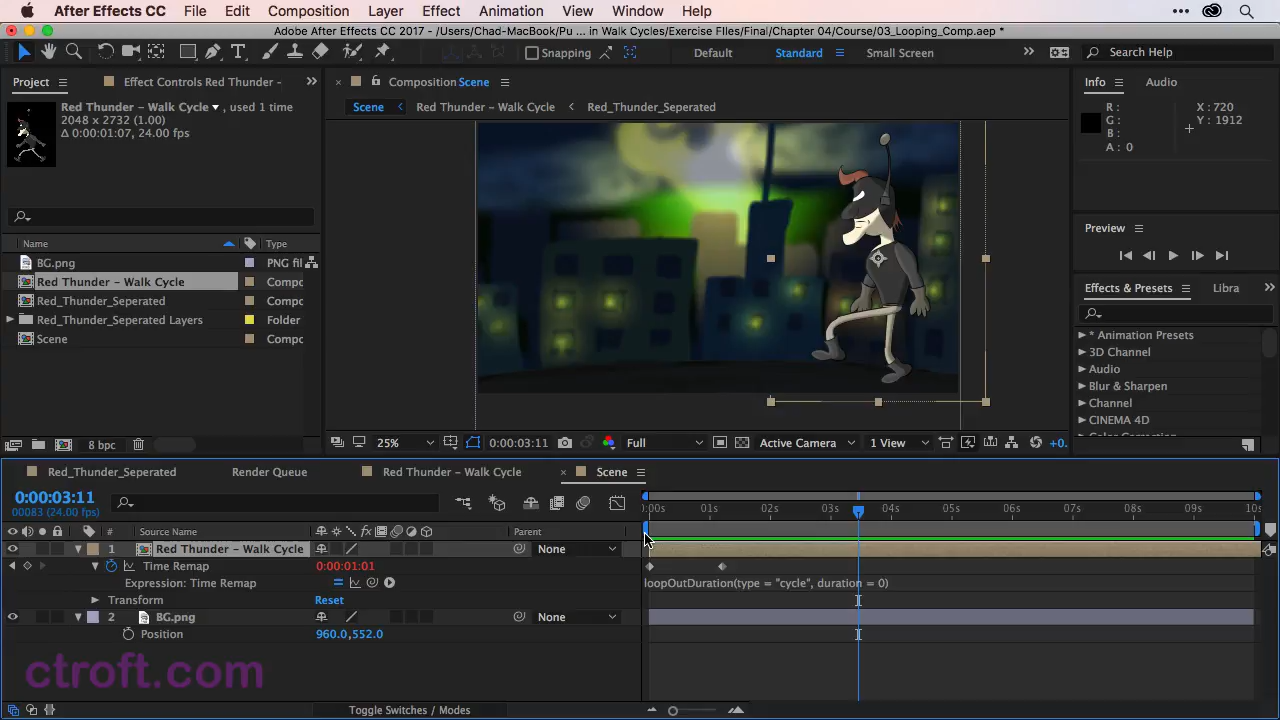 After Effects CC File Edit Composition Layer Effect Animation View Window Help
Adobe After Effects CC 2017 - /Users/Chad-MacBook/Pu ... in Walk Cycles/Exercise Files/Final/Chapter 04/Course/03_Looping_Comp.aep *
Snapping Default Standard Small Screen Search Help
Project Effect Controls Red Thunder - Composition Scene Info Audio
Red Thunder – Walk Cycle , used 1 time
2048 x 2732 (1.00)
Δ 0:00:01:07, 24.00 fps
Scene Red Thunder – Walk Cycle Red_Thunder_Seperated
R : X : 720
G : Y : 1912
B :
A : 0
Name Type
BG.png PNG fil
Red Thunder – Walk Cycle Compo
Red_Thunder_Seperated Compo
Red_Thunder_Seperated Layers Folder
Scene Compo
Preview
Effects & Presets Libra
* Animation Presets
3D Channel
Audio
Blur & Sharpen
Channel
CINEMA 4D
8 bpc 25% 0:00:03:11 Full Active Camera 1 View +0.
Red_Thunder_Seperated Render Queue Red Thunder – Walk Cycle Scene
0:00:03:11
00083 (24.00 fps)
:00s 01s 02s 03s 04s 05s 06s 07s 08s 09s 10s
# Source Name Parent
1 Red Thunder – Walk Cycle None
Time Remap 0:00:01:01
Expression: Time Remap loopOutDuration(type = "cycle", duration = 0)
Transform Reset
2 BG.png None
Position 960.0,552.0
ctroft.com
Toggle Switches / Modes